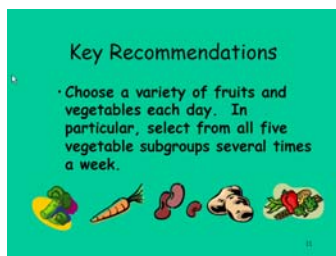 Key Recommendations
• Choose a variety of fruits and
vegetables each day. In
particular, select from all five
vegetable subgroups several times
a week.